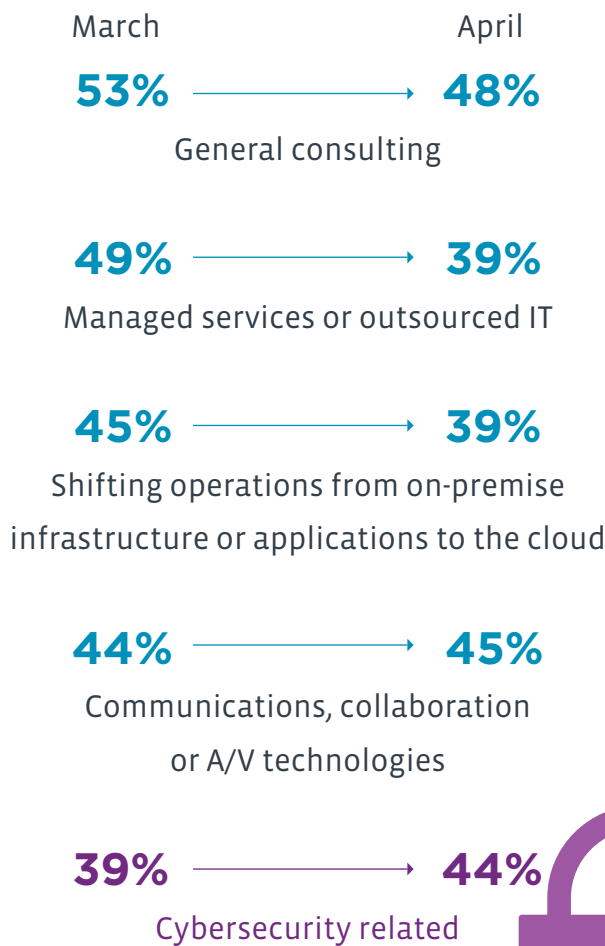 March April
53% 48%
General consulting
49% 39%
Managed services or outsourced IT
45% 39%
Shifting operations from on-premise
infrastructure or applications to the cloud
44% 45%
Communications, collaboration
or A/V technologies
39% 44%
Cybersecurity related